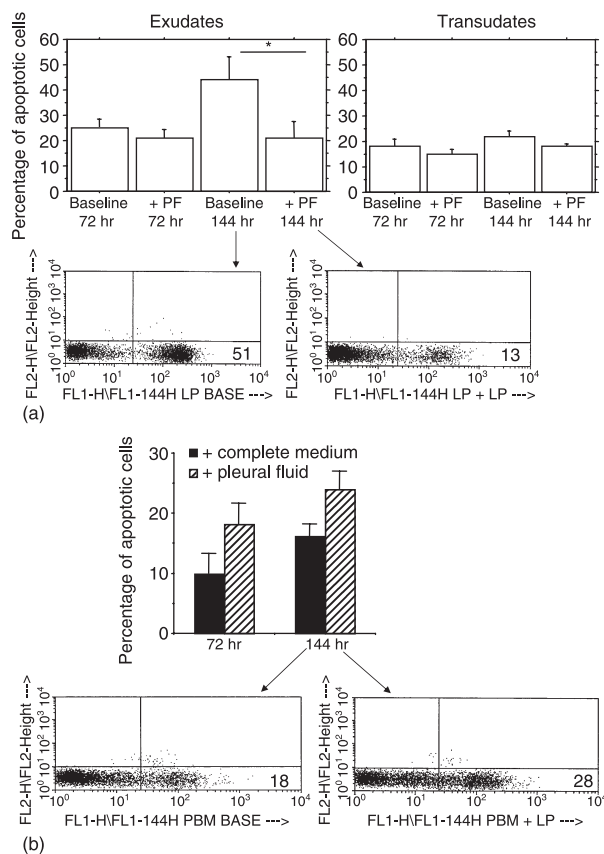 Exudates
Transudates
Percentage of apoptotic cells
60
50
40
30
20
10
0
*
Baseline 72 hr
+ PF 72 hr
Baseline 144 hr
+ PF 144 hr
60
50
40
30
20
10
0
Baseline 72 hr
+ PF 72 hr
Baseline 144 hr
+ PF 144 hr
FL2-H\FL2-Height --->
10⁰ 10¹ 10² 10³ 10⁴
51
10⁰ 10¹ 10² 10³ 10⁴
FL1-H\FL1-144H LP BASE --->
FL2-H\FL2-Height --->
10⁰ 10¹ 10² 10³ 10⁴
13
10⁰ 10¹ 10² 10³ 10⁴
FL1-H\FL1-144H LP + LP --->
(a)
Percentage of apoptotic cells
30
20
10
0
+ complete medium
+ pleural fluid
72 hr
144 hr
FL2-H\FL2-Height --->
10⁰ 10¹ 10² 10³ 10⁴
18
10⁰ 10¹ 10² 10³ 10⁴
FL1-H\FL1-144H PBM BASE --->
FL2-H\FL2-Height --->
10⁰ 10¹ 10² 10³ 10⁴
28
10⁰ 10¹ 10² 10³ 10⁴
FL1-H\FL1-144H PBM + LP --->
(b)